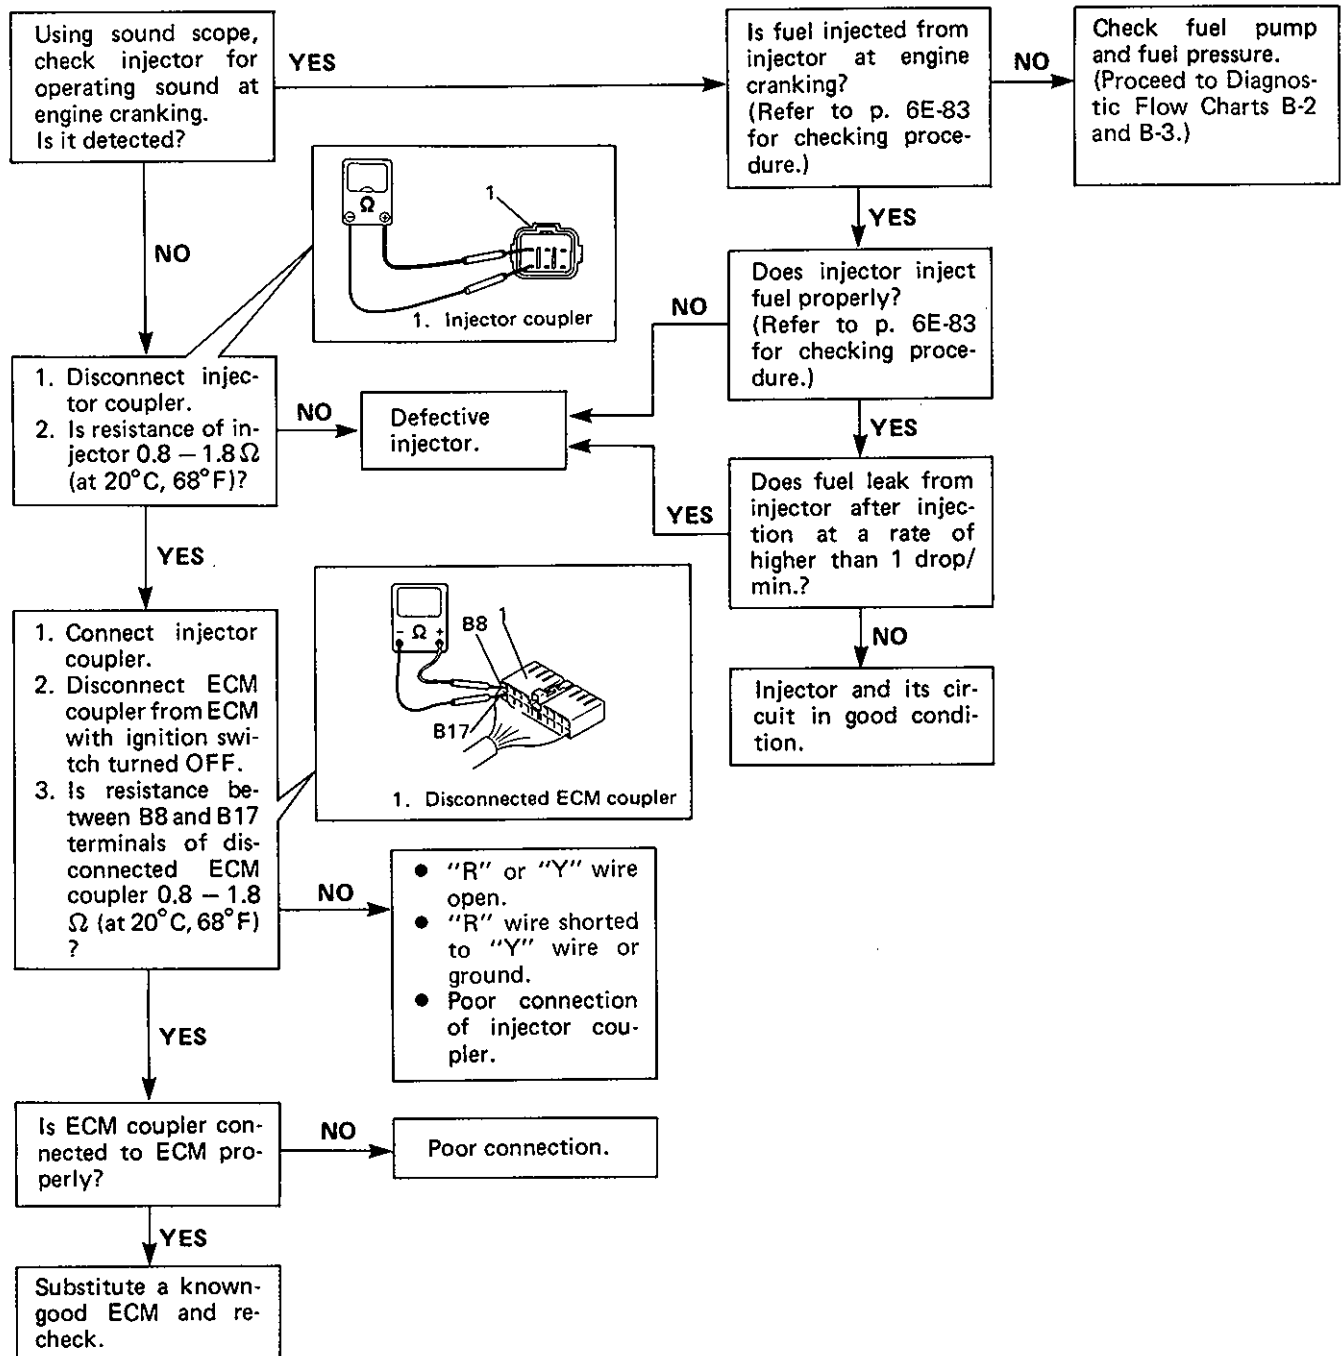 Using sound scope,
check injector for
operating sound at
engine cranking.
Is it detected?
YES
Is fuel injected from
injector at engine
cranking?
(Refer to p. 6E-83
for checking proce-
dure.)
NO
Check fuel pump
and fuel pressure.
(Proceed to Diagnos-
tic Flow Charts B-2
and B-3.)
NO
Ω
⊖ ⊕
1
1. Injector coupler
YES
Does injector inject
fuel properly?
(Refer to p. 6E-83
for checking proce-
dure.)
NO
1. Disconnect injec-
tor coupler.
2. Is resistance of in-
jector 0.8 – 1.8 Ω
(at 20°C, 68°F)?
NO
Defective
injector.
YES
Does fuel leak from
injector after injec-
tion at a rate of
higher than 1 drop/
min.?
YES
NO
Injector and its cir-
cuit in good condi-
tion.
YES
1. Connect injector
coupler.
2. Disconnect ECM
coupler from ECM
with ignition swi-
tch turned OFF.
3. Is resistance be-
tween B8 and B17
terminals of dis-
connected ECM
coupler 0.8 – 1.8
Ω (at 20°C, 68°F)
?
- Ω +
B8
1
B17
1. Disconnected ECM coupler
NO
● "R" or "Y" wire
open.
● "R" wire shorted
to "Y" wire or
ground.
● Poor connection
of injector cou-
pler.
YES
Is ECM coupler con-
nected to ECM pro-
perly?
NO
Poor connection.
YES
Substitute a known-
good ECM and re-
check.